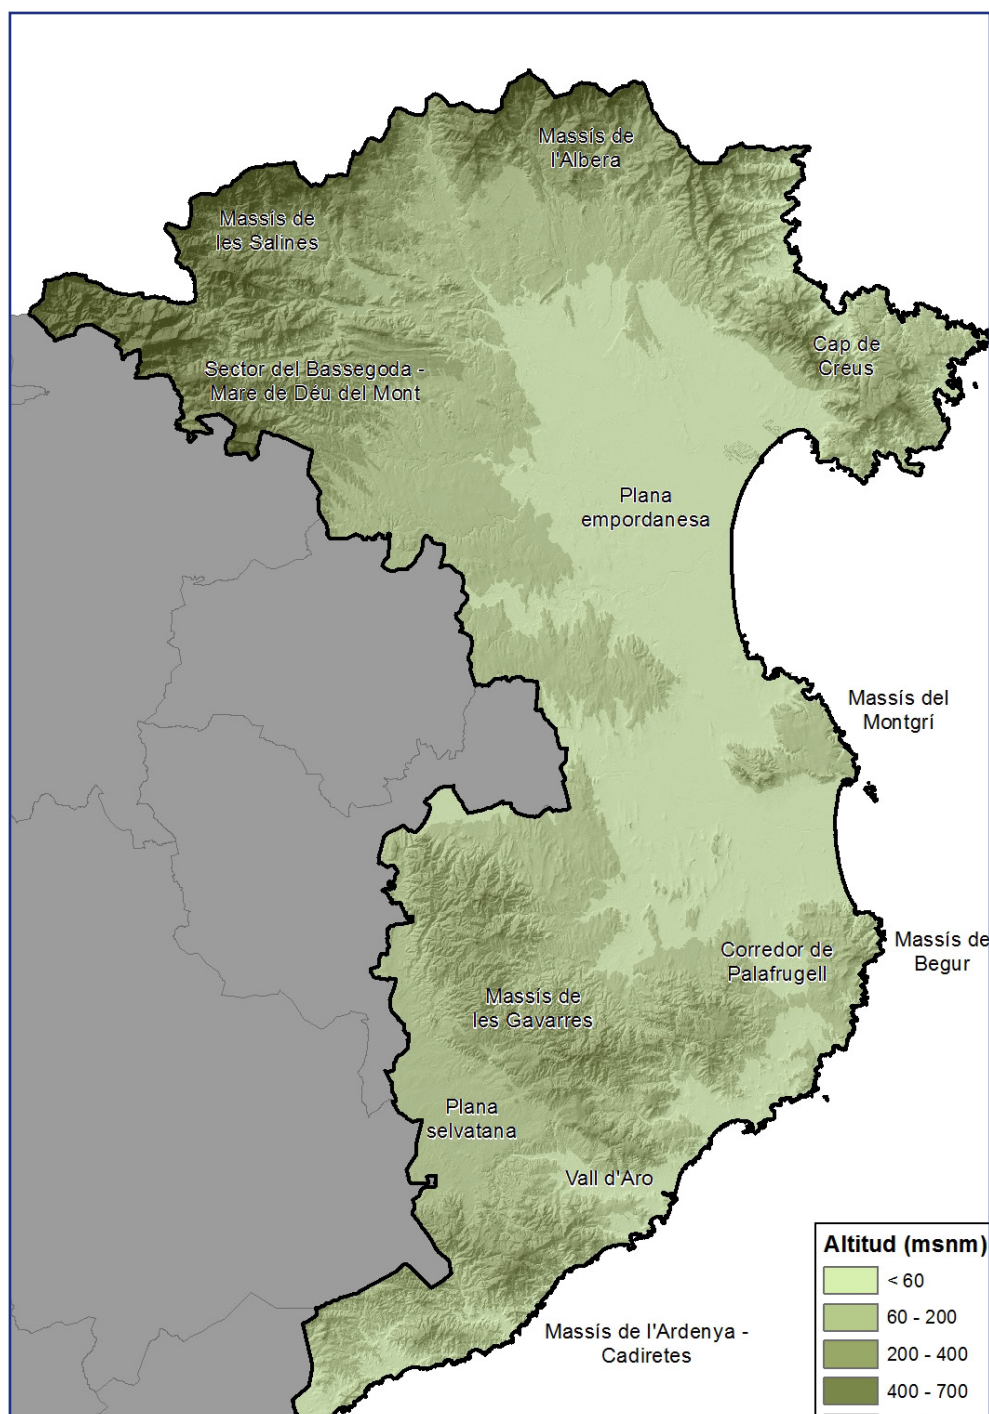 Massís de
l'Albera
Massís de
les Salines
Cap de
Creus
Sector del Bassegoda -
Mare de Déu del Mont
Plana
empordanesa
Massís del
Montgrí
Massís de
Begur
Corredor de
Palafrugell
Massís de
les Gavarres
Plana
selvatana
Vall d'Aro
Massís de l'Ardenya -
Cadiretes
Altitud (msnm)
< 60
60 - 200
200 - 400
400 - 700